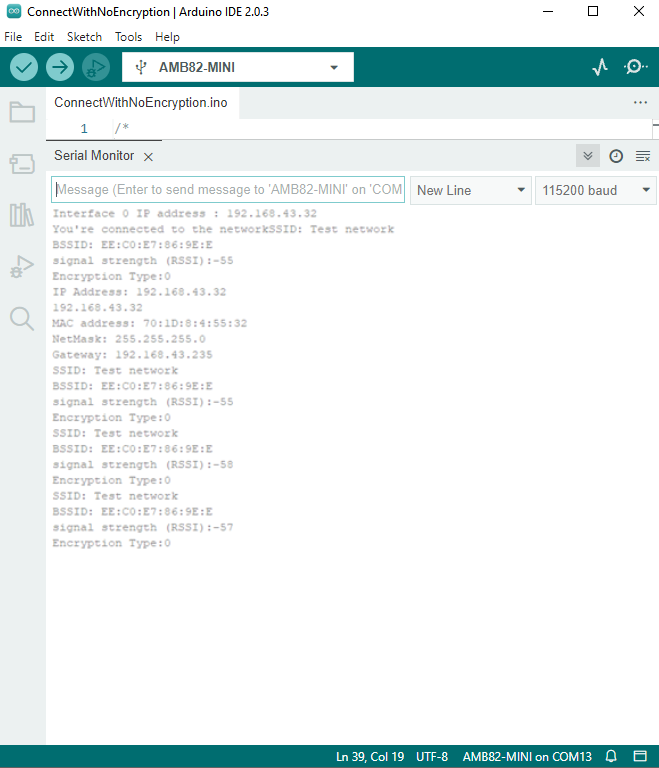 ConnectWithNoEncryption | Arduino IDE 2.0.3
File Edit Sketch Tools Help
AMB82-MINI
ConnectWithNoEncryption.ino
1 /*
Serial Monitor
Message (Enter to send message to 'AMB82-MINI' on 'COM
New Line
115200 baud
Interface 0 IP address : 192.168.43.32
You're connected to the networkSSID: Test network
BSSID: EE:C0:E7:86:9E:E
signal strength (RSSI):-55
Encryption Type:0
IP Address: 192.168.43.32
192.168.43.32
MAC address: 70:1D:8:4:55:32
NetMask: 255.255.255.0
Gateway: 192.168.43.235
SSID: Test network
BSSID: EE:C0:E7:86:9E:E
signal strength (RSSI):-55
Encryption Type:0
SSID: Test network
BSSID: EE:C0:E7:86:9E:E
signal strength (RSSI):-58
Encryption Type:0
SSID: Test network
BSSID: EE:C0:E7:86:9E:E
signal strength (RSSI):-57
Encryption Type:0
Ln 39, Col 19 UTF-8 AMB82-MINI on COM13